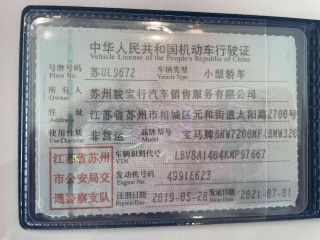 中华人民共和国机动车行驶证
Vehicle License of the People's Republic of China
号牌号码 苏UL9672 车辆类型 小型轿车
Plate No. Vehicle Type
所有人 苏州骏宝行汽车销售服务有限公司
Owner
住址 江苏省苏州市相城区元和街道太阳路2700号
Address
使用性质 非营运 品牌型号 宝马牌BMW7200MF(BMW320
Use Character Model
江苏省苏州
市公安局交
通警察支队
车辆识别代号 LBV8A1404KMP97667
VIN
发动机号码 4991E623
Engine No.
注册日期 2019-05-28 发证日期 2021-07-01
Register Date Issue Date